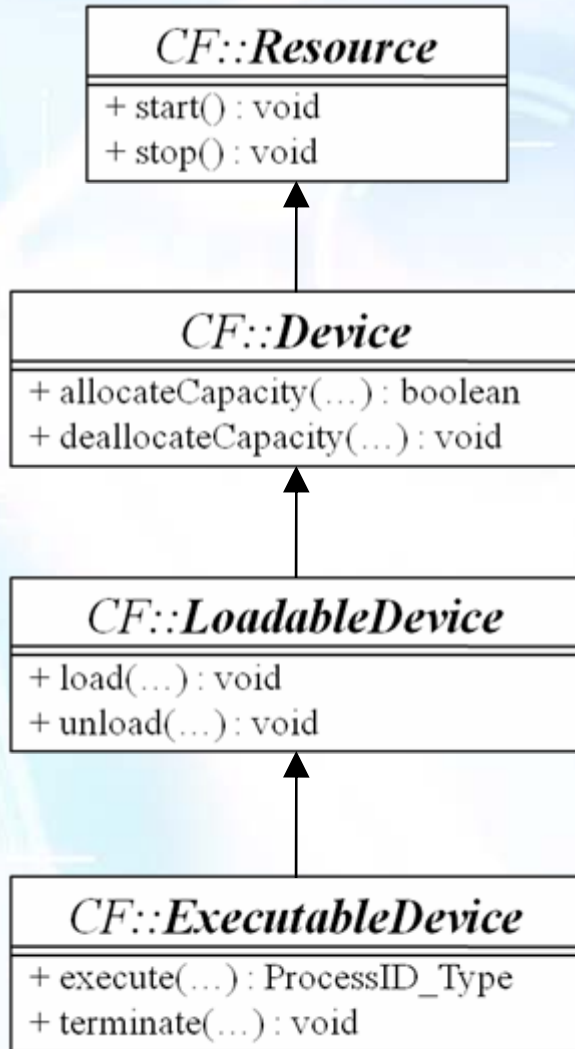 CF::Resource
+ start() : void
+ stop() : void
CF::Device
+ allocateCapacity(...) : boolean
+ deallocateCapacity(...) : void
CF::LoadableDevice
+ load(...) : void
+ unload(...) : void
CF::ExecutableDevice
+ execute(...) : ProcessID_Type
+ terminate(...) : void